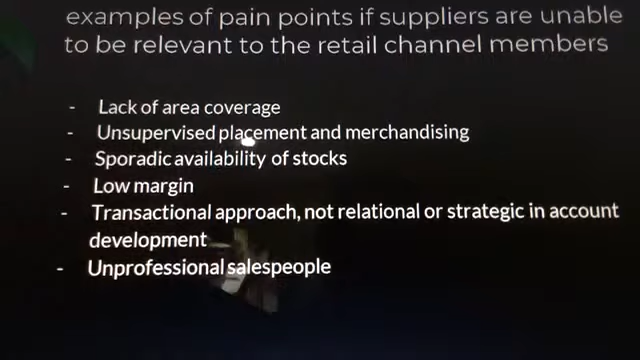 examples of pain points if suppliers are unable
to be relevant to the retail channel members
- Lack of area coverage
- Unsupervised placement and merchandising
- Sporadic availability of stocks
- Low margin
- Transactional approach, not relational or strategic in account
development
- Unprofessional salespeople